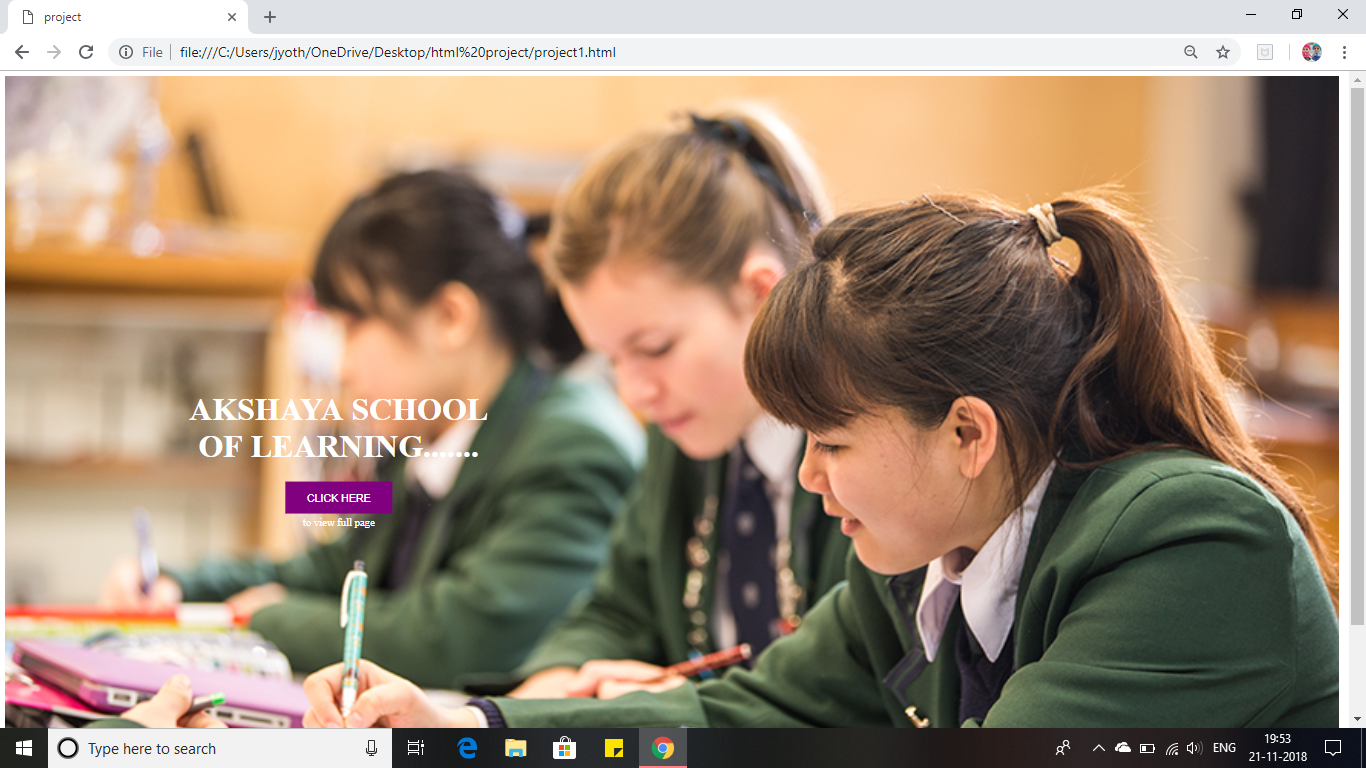 project
File
file:///C:/Users/jyoth/OneDrive/Desktop/html%20project/project1.html
AKSHAYA SCHOOL
OF LEARNING.......
CLICK HERE
to view full page
Type here to search
ENG
19:53
21-11-2018